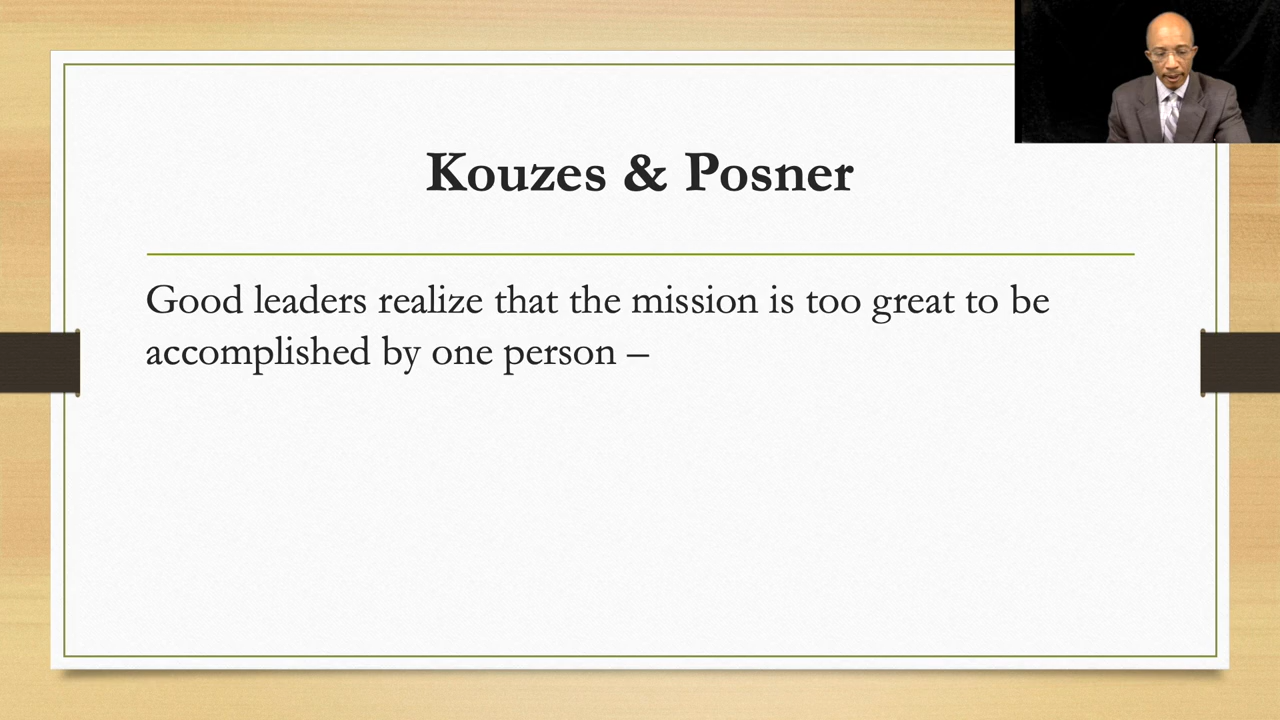 Kouzes & Posner
Good leaders realize that the mission is too great to be
accomplished by one person –